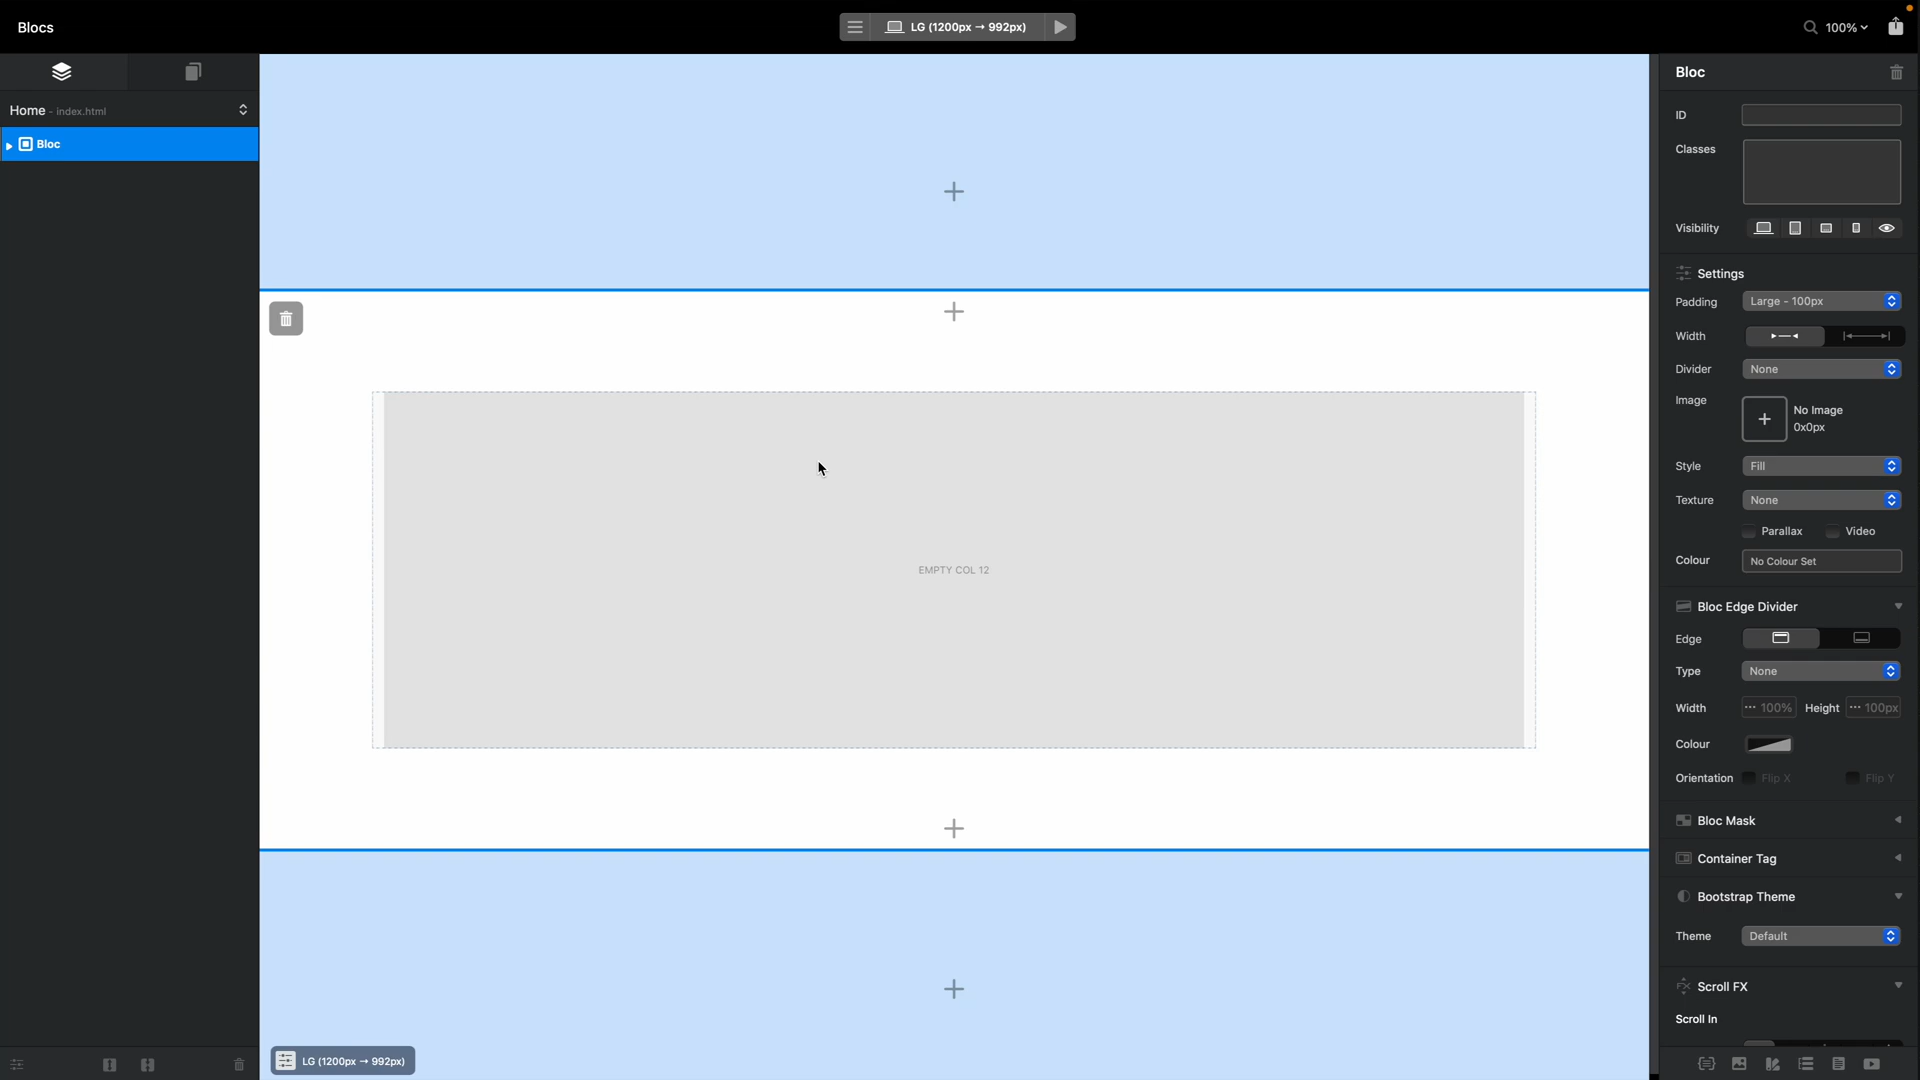 Blocs
LG (1200px → 992px)
100%
Home - index.html
Bloc
EMPTY COL 12
LG (1200px → 992px)
Bloc
ID
Classes
Visibility
Settings
Padding Large - 100px
Width
Divider None
Image
No Image
0x0px
Style Fill
Texture None
Parallax Video
Colour No Colour Set
Bloc Edge Divider
Edge
Type None
Width 100% Height 100px
Colour
Orientation Flip X Flip Y
Bloc Mask
Container Tag
Bootstrap Theme
Theme Default
Scroll FX
Scroll In